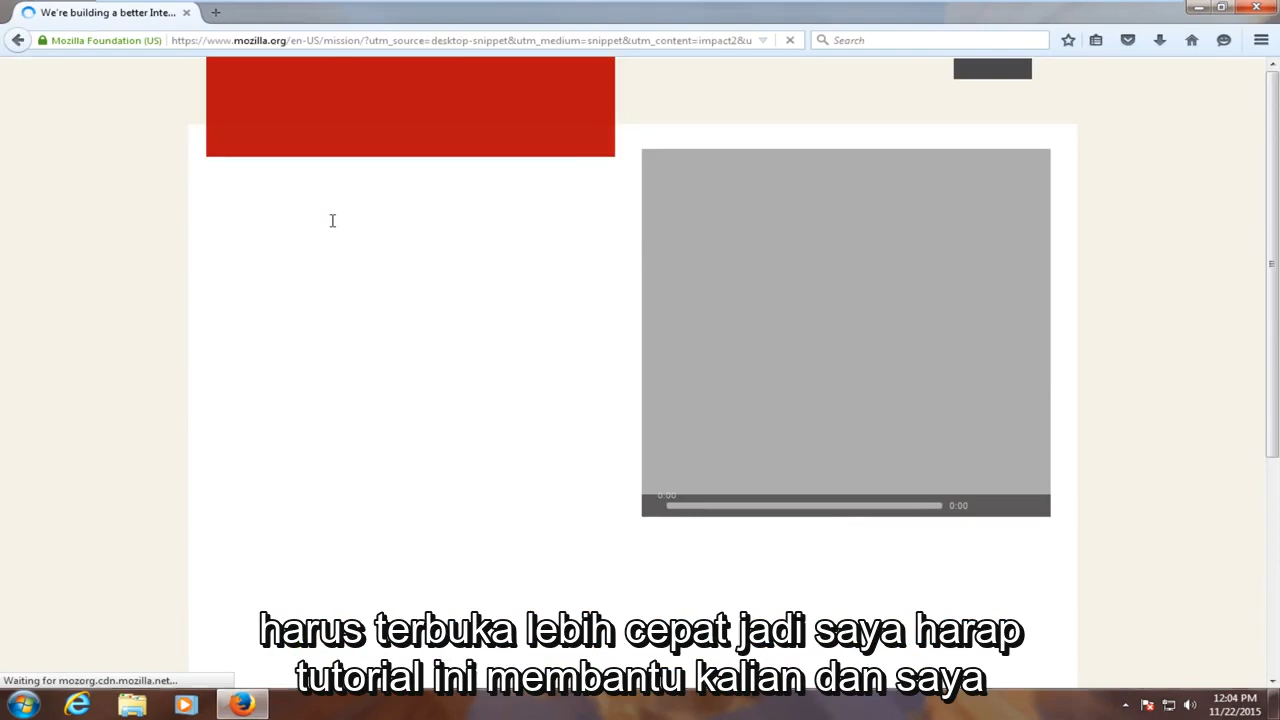 We're building a better Inte...
Mozilla Foundation (US)
https://www.mozilla.org/en-US/mission/?utm_source=desktop-snippet&utm_medium=snippet&utm_content=impact2&u
Search
0:00
0:00
harus terbuka lebih cepat jadi saya harap
tutorial ini membantu kalian dan saya
Waiting for mozorg.cdn.mozilla.net...
12:04 PM
11/22/2015